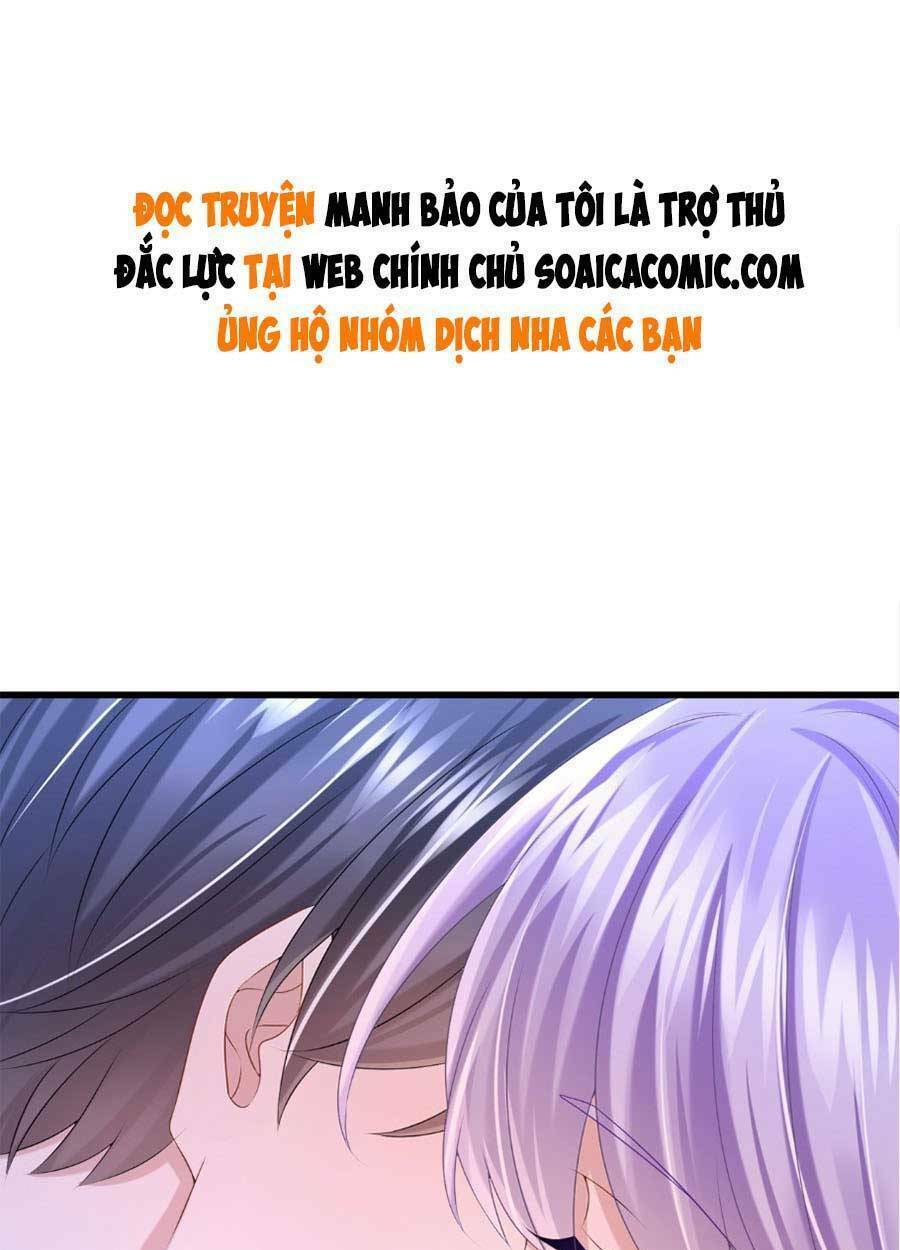 ĐỌC TRUYỆN MANH BẢO CỦA TÔI LÀ TRỢ THỦ
ĐẮC LỰC TẠI WEB CHÍNH CHỦ SOAICACOMIC.COM
ỦNG HỘ NHÓM DỊCH NHA CÁC BẠN